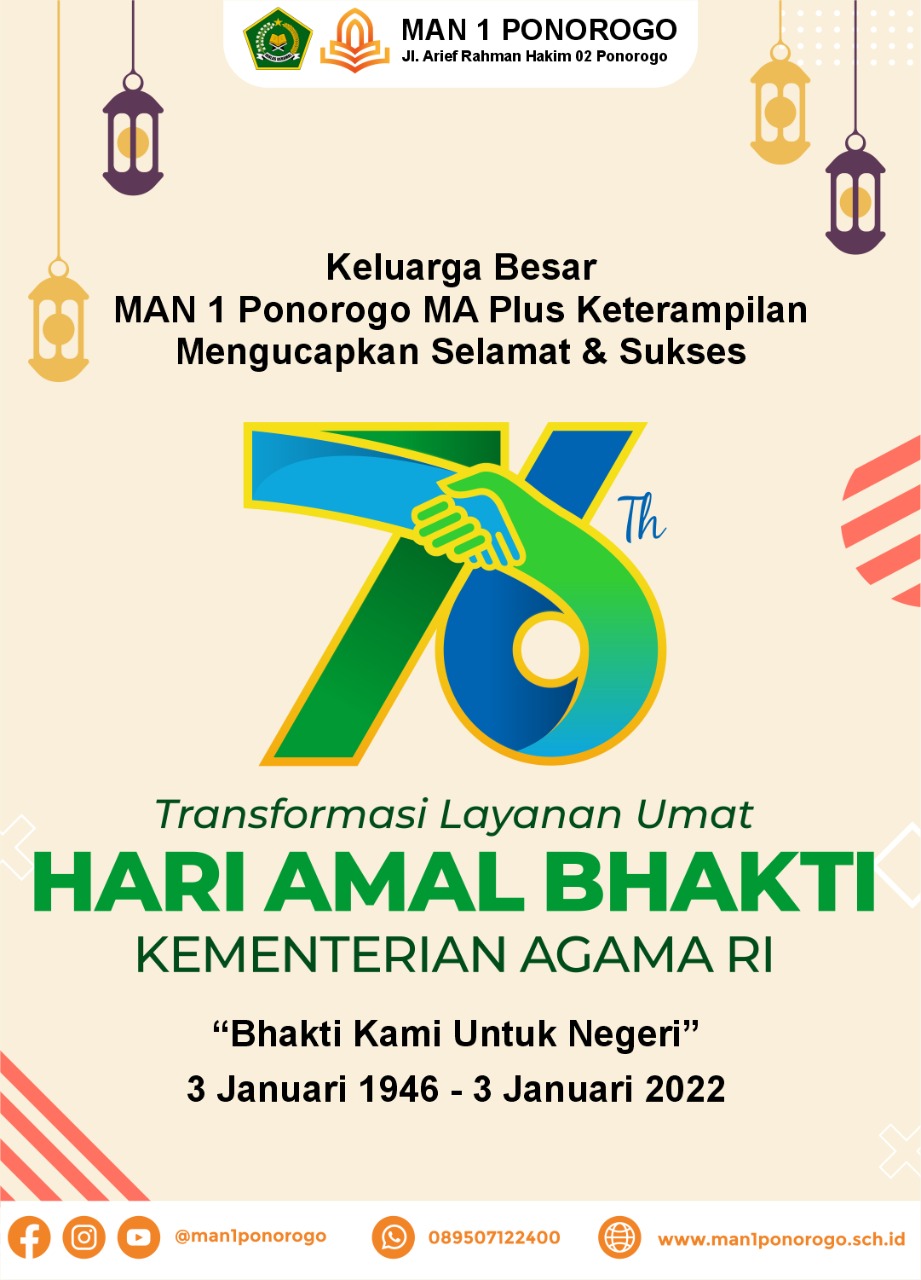 MAN 1 PONOROGO
Jl. Arief Rahman Hakim 02 Ponorogo
Keluarga Besar
MAN 1 Ponorogo MA Plus Keterampilan
Mengucapkan Selamat & Sukses
76 Th
Transformasi Layanan Umat
HARI AMAL BHAKTI
KEMENTERIAN AGAMA RI
“Bhakti Kami Untuk Negeri”
3 Januari 1946 - 3 Januari 2022
@man1ponorogo
089507122400
www.man1ponorogo.sch.id